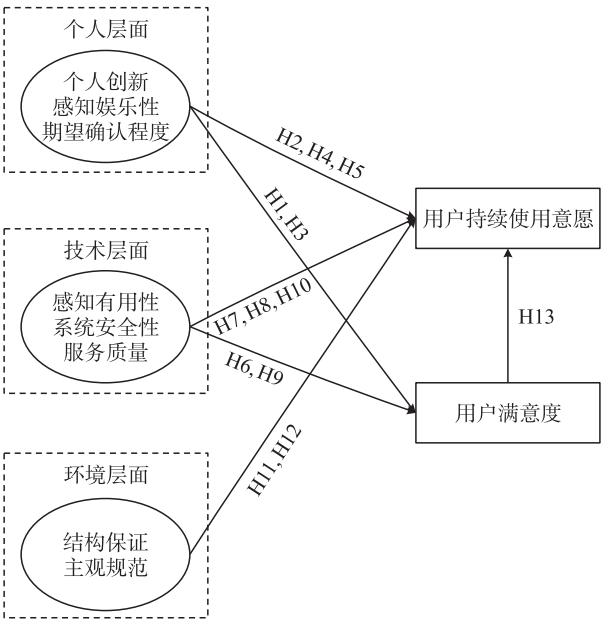 个人层面
个人创新
感知娱乐性
期望确认程度
H2, H4, H5
H1, H3
用户持续使用意愿
技术层面
感知有用性
系统安全性
服务质量
H7, H8, H10
H6, H9
H13
用户满意度
环境层面
结构保证
主观规范
H11, H12